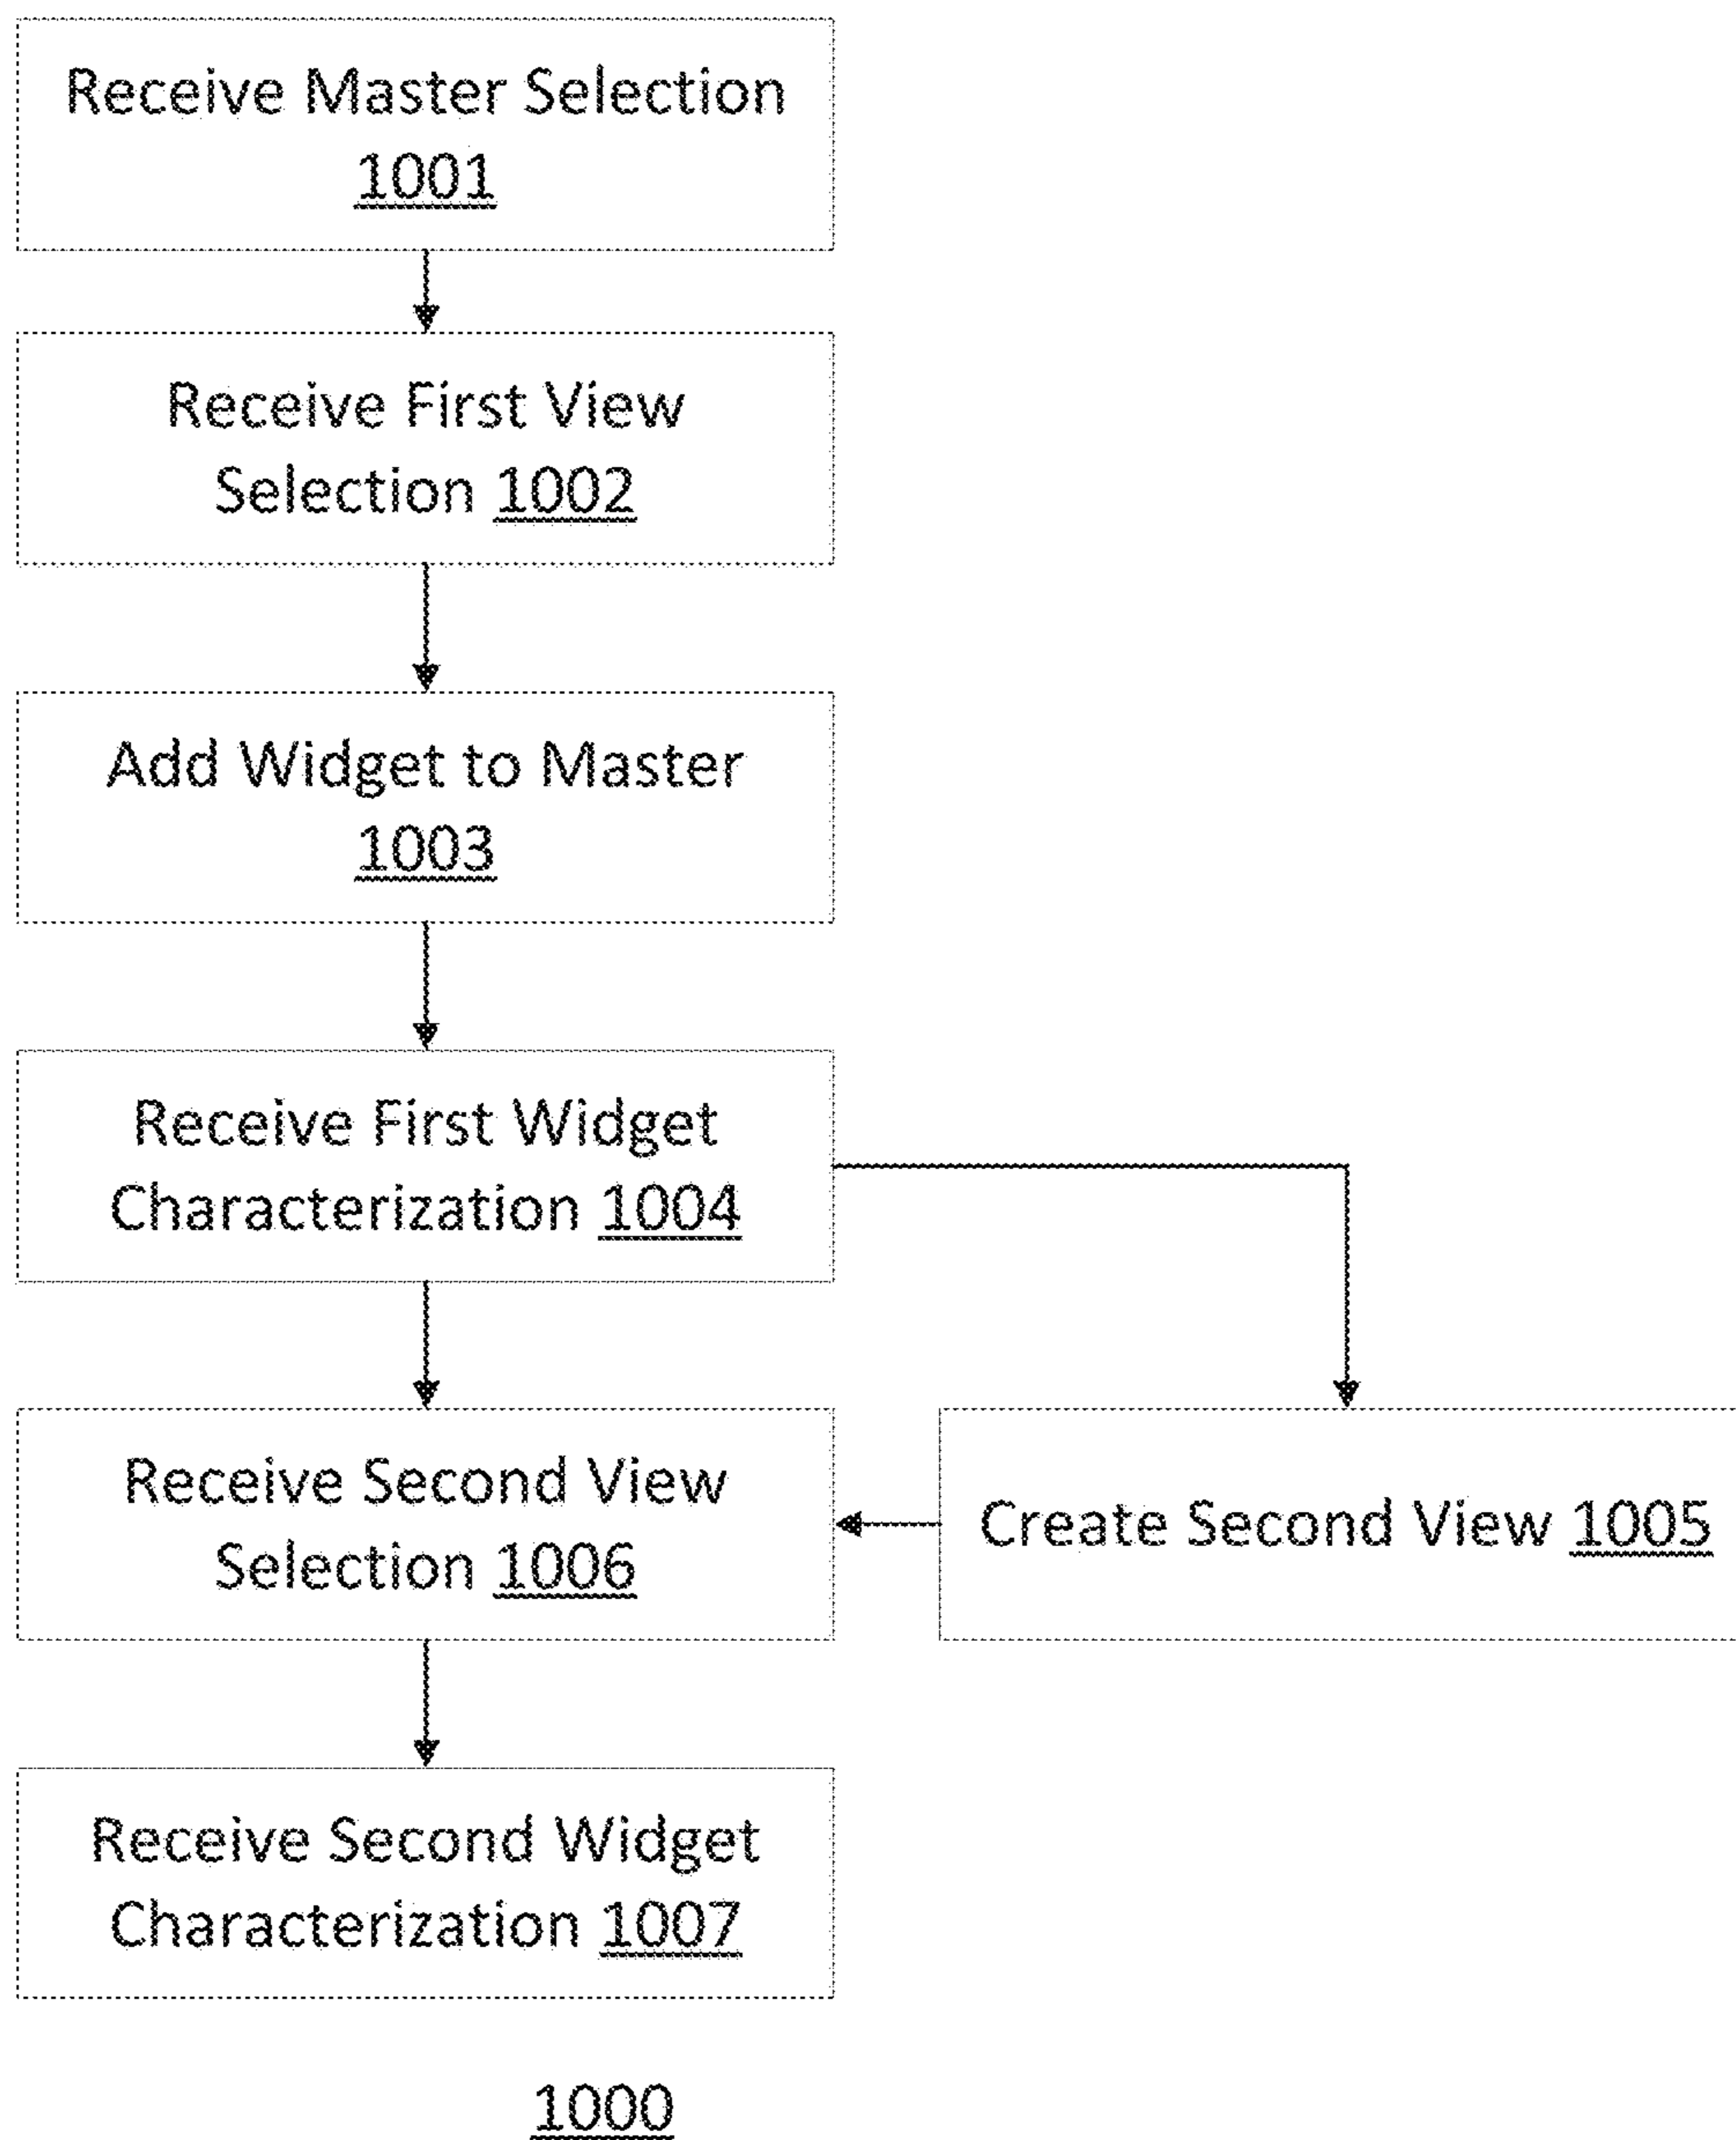 Receive Master Selection
1001
Receive First View
Selection 1002
Add Widget to Master
1003
Receive First Widget
Characterization 1004
Receive Second View
Selection 1006
Create Second View 1005
Receive Second Widget
Characterization 1007
1000